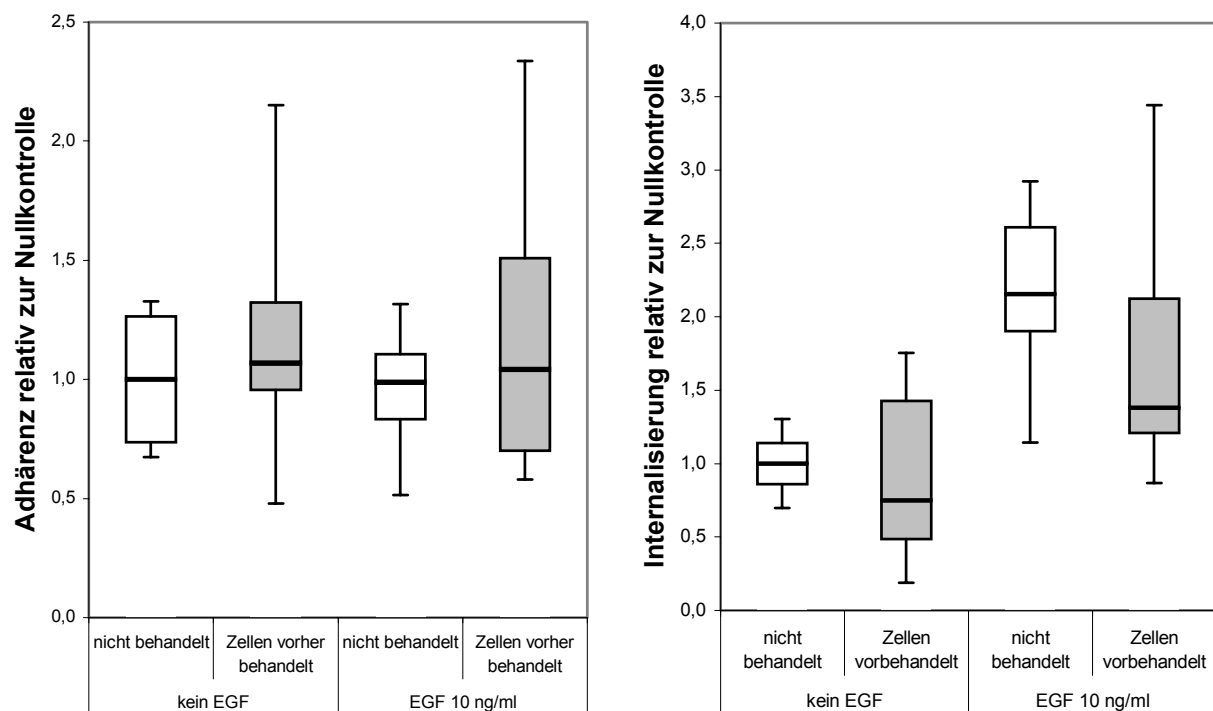 Adhärenz relativ zur Nullkontrolle
2,5
2,0
1,5
1,0
0,5
0,0
nicht behandelt
Zellen vorher
behandelt
nicht behandelt
Zellen vorher
behandelt
kein EGF
EGF 10 ng/ml
Internalisierung relativ zur Nullkontrolle
4,0
3,5
3,0
2,5
2,0
1,5
1,0
0,5
0,0
nicht
behandelt
Zellen
vorbehandelt
nicht
behandelt
Zellen
vorbehandelt
kein EGF
EGF 10 ng/ml